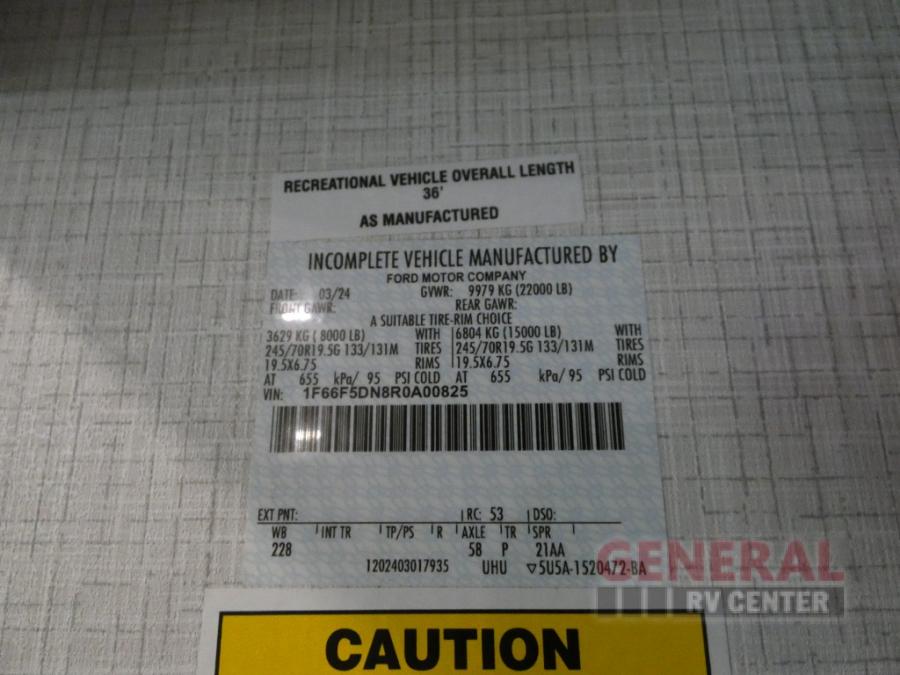 RECREATIONAL VEHICLE OVERALL LENGTH
36'
AS MANUFACTURED
INCOMPLETE VEHICLE MANUFACTURED BY
FORD MOTOR COMPANY
DATE: 03/24 GVWR: 9979 KG (22000 LB)
FRONT GAWR: REAR GAWR:
A SUITABLE TIRE-RIM CHOICE
3629 KG ( 8000 LB) WITH 6804 KG (15000 LB) WITH
245/70R19.5G 133/131M TIRES 245/70R19.5G 133/131M TIRES
19.5X6.75 RIMS 19.5X6.75 RIMS
AT 655 kPa/ 95 PSI COLD AT 655 kPa/ 95 PSI COLD
VIN: 1F66F5DN8R0A00825
EXT PNT: RC: 53 DSO:
WB INT TR TP/PS R AXLE TR SPR
228 58 P 21AA
1202403017935 UHU ▽5U5A-1520472-BA
GENERAL
RV CENTER
CAUTION